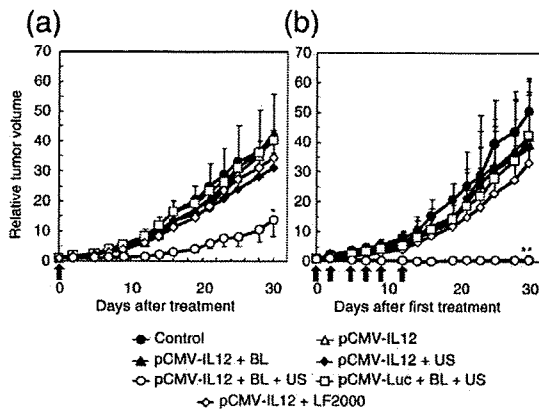 (a) (b)
Relative tumor volume
70 70
60 60
50 50
40 40
30 30
20 20
10 10
0 0
0 10 20 30 0 10 20 30
* **
Days after treatment Days after first treatment
Control pCMV-IL12
pCMV-IL12 + BL pCMV-IL12 + US
pCMV-IL12 + BL + US pCMV-Luc + BL + US
pCMV-IL12 + LF2000